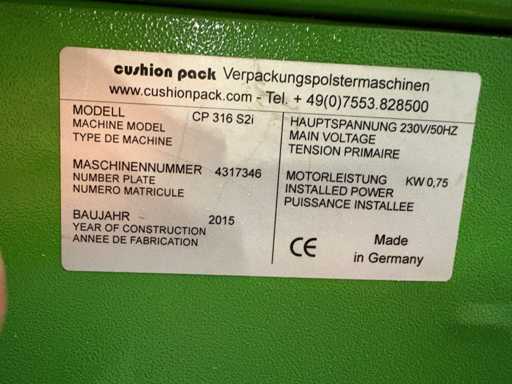 cushion pack Verpackungspolstermaschinen
www.cushionpack.com - Tel. + 49(0)7553.828500
MODELL CP 316 S2i
MACHINE MODEL
TYPE DE MACHINE
MASCHINENNUMMER 4317346
NUMBER PLATE
NUMERO MATRICULE
BAUJAHR 2015
YEAR OF CONSTRUCTION
ANNEE DE FABRICATION
HAUPTSPANNUNG 230V/50HZ
MAIN VOLTAGE
TENSION PRIMAIRE
MOTORLEISTUNG KW 0,75
INSTALLED POWER
PUISSANCE INSTALLEE
CE Made
in Germany